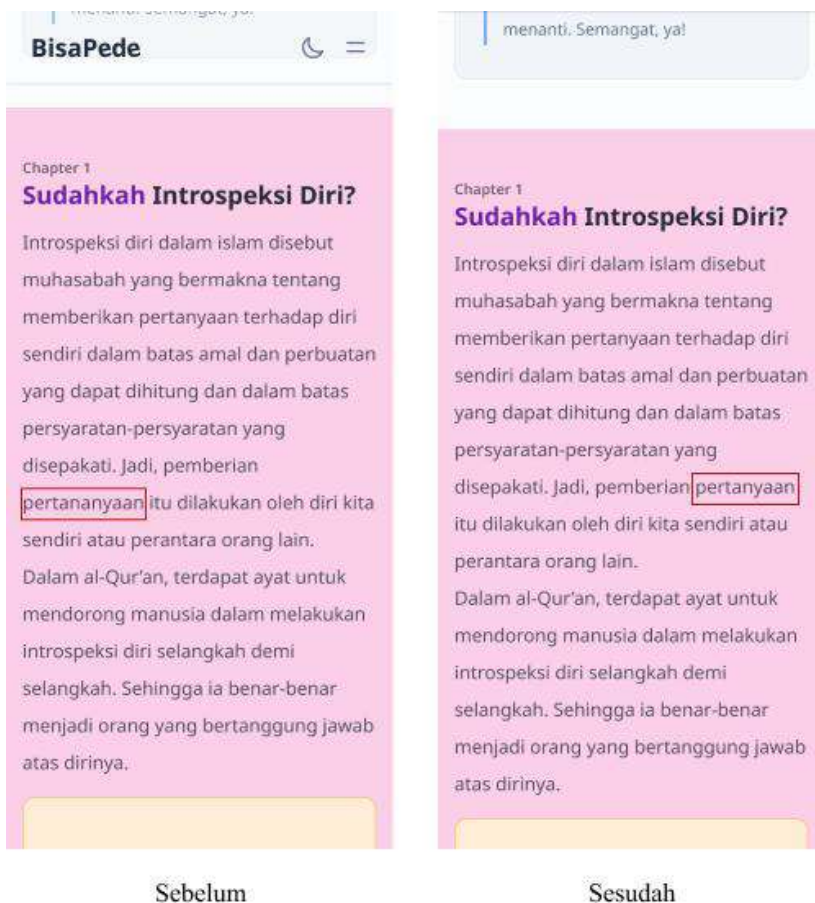 BisaPede
Chapter 1
Sudahkah Introspeksi Diri?
Introspeksi diri dalam islam disebut
muhasabah yang bermakna tentang
memberikan pertanyaan terhadap diri
sendiri dalam batas amal dan perbuatan
yang dapat dihitung dan dalam batas
persyaratan-persyaratan yang
disepakati. Jadi, pemberian
pertananyaan itu dilakukan oleh diri kita
sendiri atau perantara orang lain.
Dalam al-Qur'an, terdapat ayat untuk
mendorong manusia dalam melakukan
introspeksi diri selangkah demi
selangkah. Sehingga ia benar-benar
menjadi orang yang bertanggung jawab
atas dirinya.
Sebelum
menanti. Semangat, ya!
Chapter 1
Sudahkah Introspeksi Diri?
Introspeksi diri dalam islam disebut
muhasabah yang bermakna tentang
memberikan pertanyaan terhadap diri
sendiri dalam batas amal dan perbuatan
yang dapat dihitung dan dalam batas
persyaratan-persyaratan yang
disepakati. Jadi, pemberian pertanyaan
itu dilakukan oleh diri kita sendiri atau
perantara orang lain.
Dalam al-Qur'an, terdapat ayat untuk
mendorong manusia dalam melakukan
introspeksi diri selangkah demi
selangkah. Sehingga ia benar-benar
menjadi orang yang bertanggung jawab
atas dirinya.
Sesudah